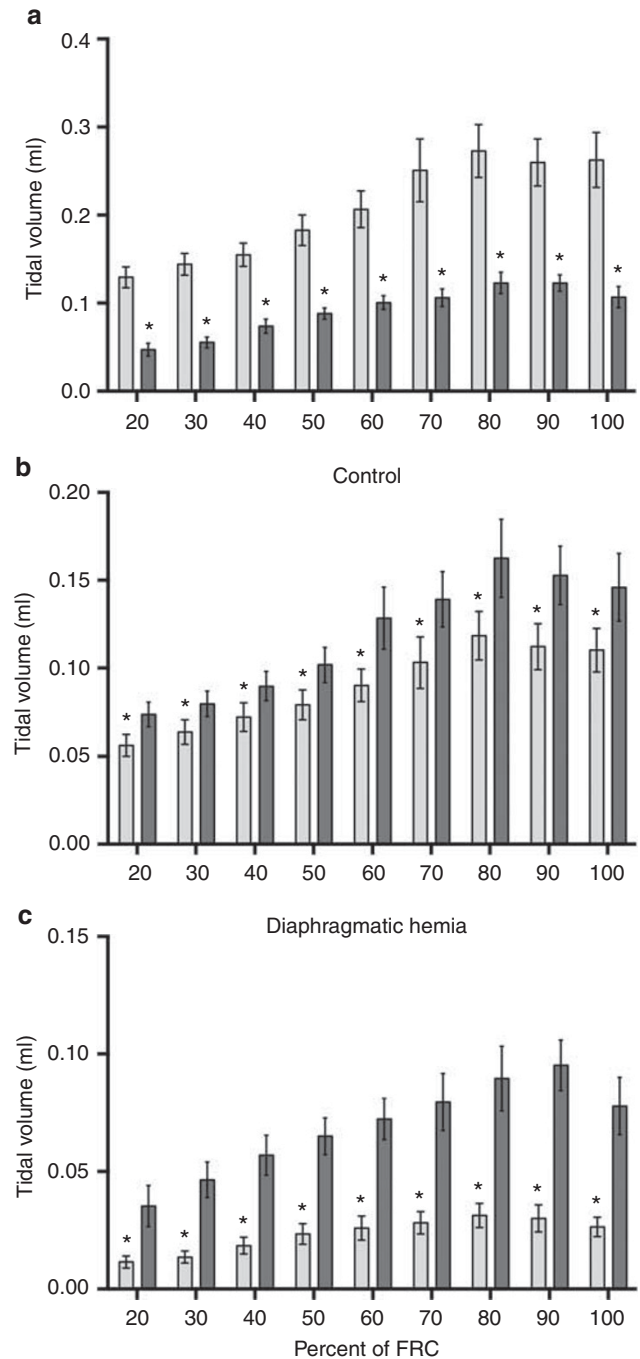 a
0.4
0.3
0.2
0.1
0.0
Tidal volume (ml)
* * * * * * * * *
20 30 40 50 60 70 80 90 100
b
Control
0.20
0.15
0.10
0.05
0.00
Tidal volume (ml)
* * * * * * * * *
20 30 40 50 60 70 80 90 100
c
Diaphragmatic hemia
0.15
0.10
0.05
0.00
Tidal volume (ml)
* * * * * * * * *
20 30 40 50 60 70 80 90 100
Percent of FRC